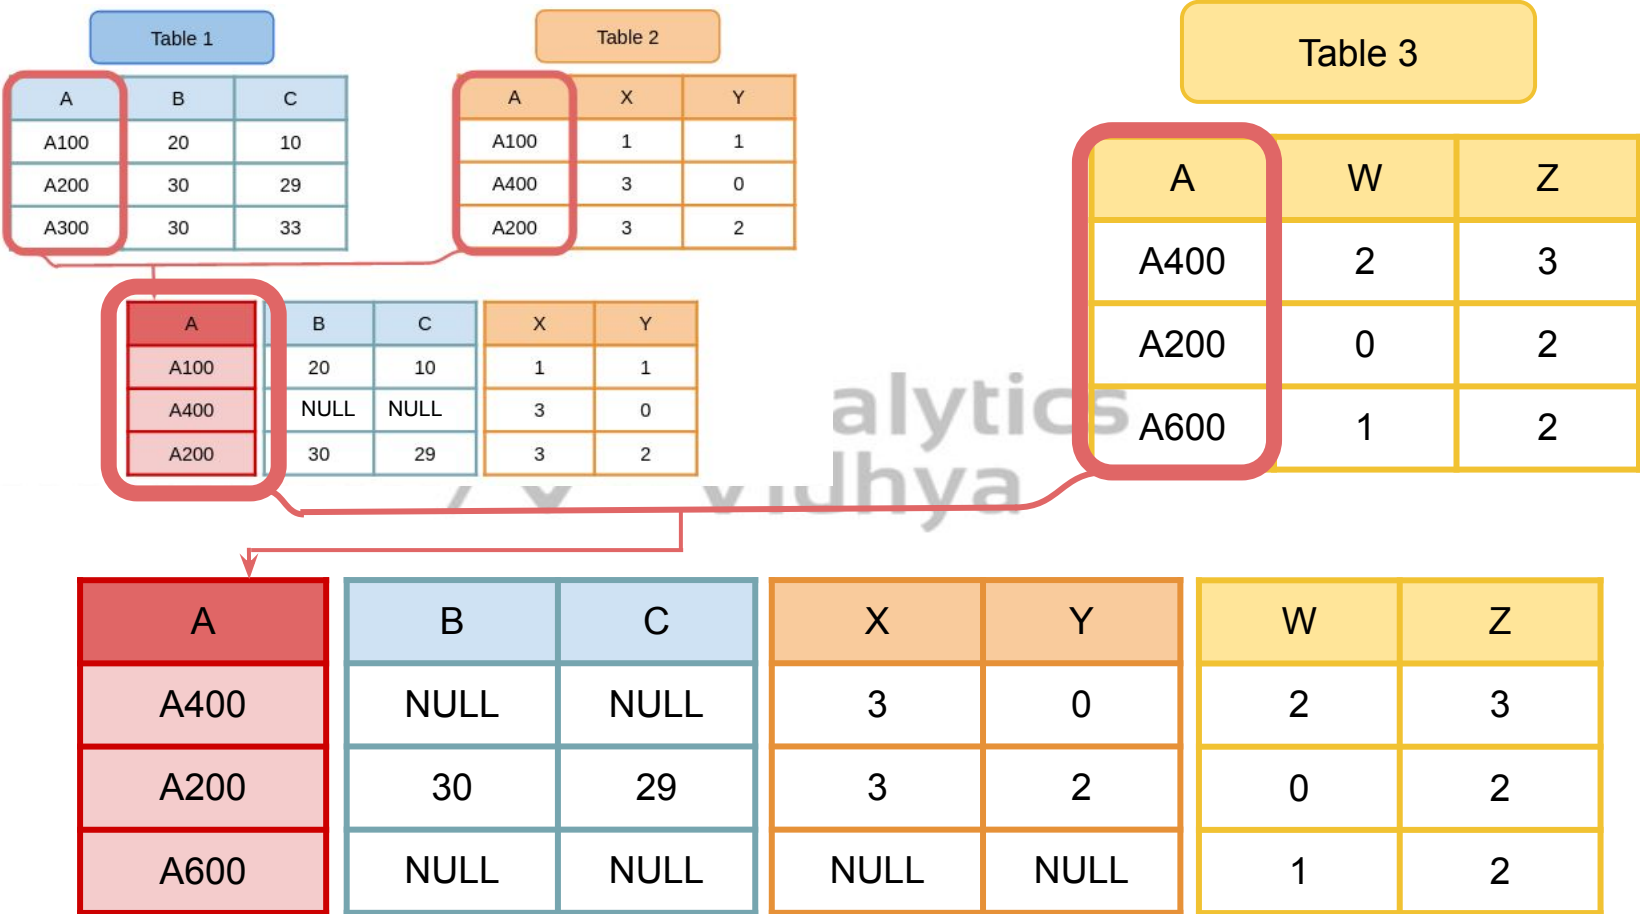 Table 1
Table 2
Table 3
A B C
A100 20 10
A200 30 29
A300 30 33
A X Y
A100 1 1
A400 3 0
A200 3 2
A W Z
A400 2 3
A200 0 2
A600 1 2
A B C X Y
A100 20 10 1 1
A400 NULL NULL 3 0
A200 30 29 3 2
alytics
Vidhya
A B C X Y W Z
A400 NULL NULL 3 0 2 3
A200 30 29 3 2 0 2
A600 NULL NULL NULL NULL 1 2